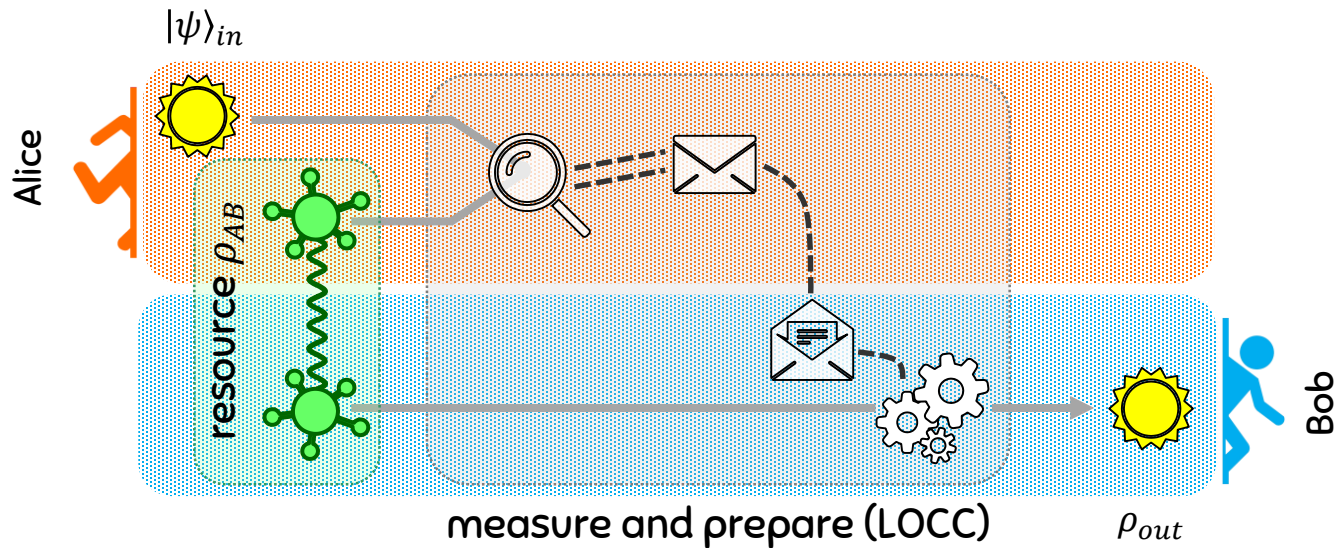 |ψ⟩in
Alice
resource ρAB
Bob
measure and prepare (LOCC)
ρout